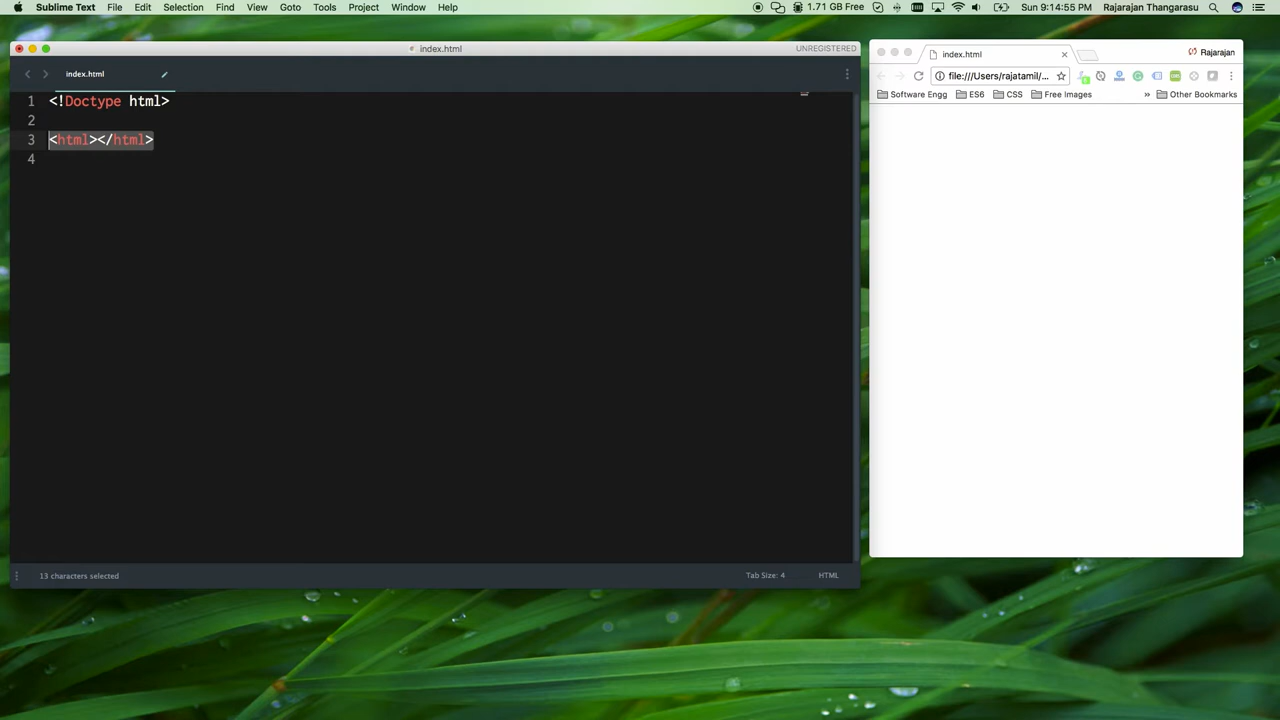 Sublime Text File Edit Selection Find View Goto Tools Project Window Help 1.71 GB Free Sun 9:14:55 PM Rajarajan Thangarasu
index.html UNREGISTERED
index.html
1 <!Doctype html>
2
3 <html></html>
4
13 characters selected Tab Size: 4 HTML
index.html Rajarajan
file:///Users/rajatamil/...
Software Engg ES6 CSS Free Images » Other Bookmarks